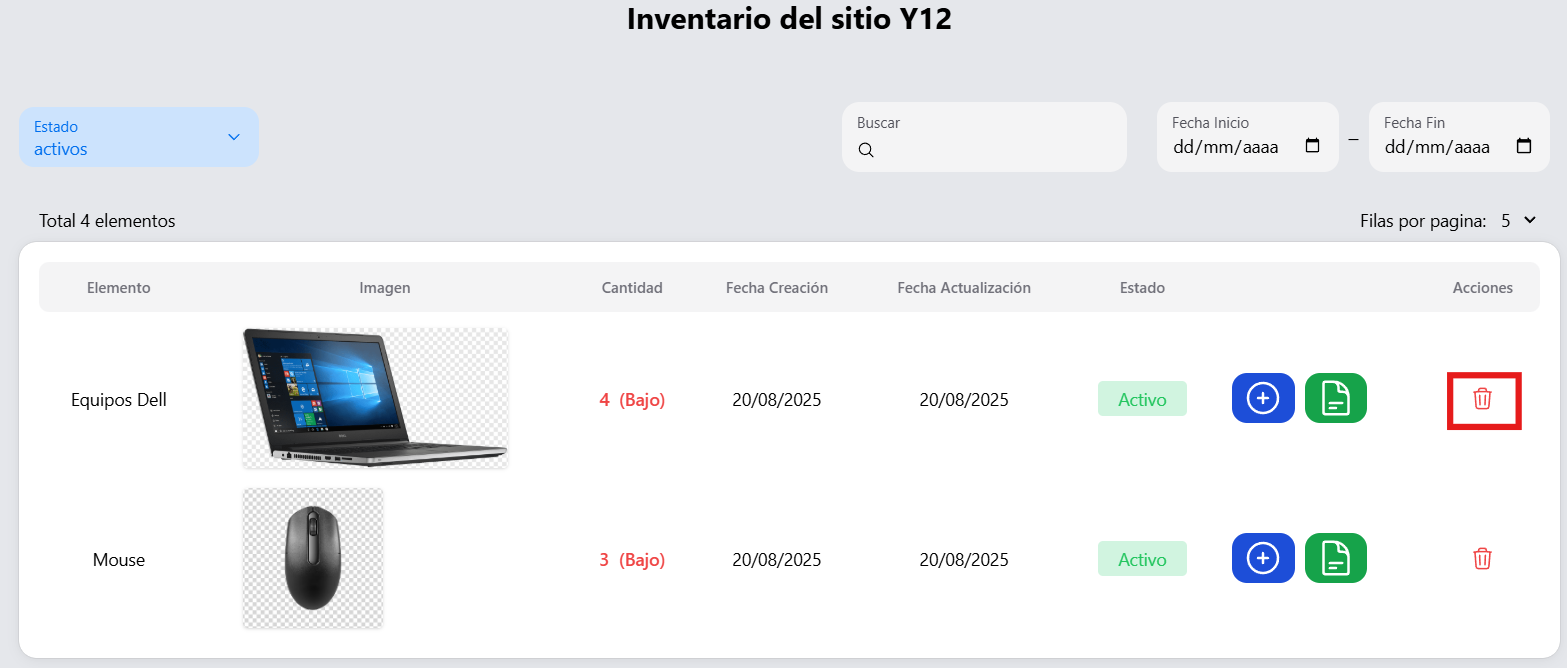 Inventario del sitio Y12
Estado
activos
Buscar
Fecha Inicio
dd/mm/aaaa
–
Fecha Fin
dd/mm/aaaa
Total 4 elementos
Filas por pagina: 5
Elemento Imagen Cantidad Fecha Creación Fecha Actualización Estado Acciones
Equipos Dell 4 (Bajo) 20/08/2025 20/08/2025 Activo
Mouse 3 (Bajo) 20/08/2025 20/08/2025 Activo